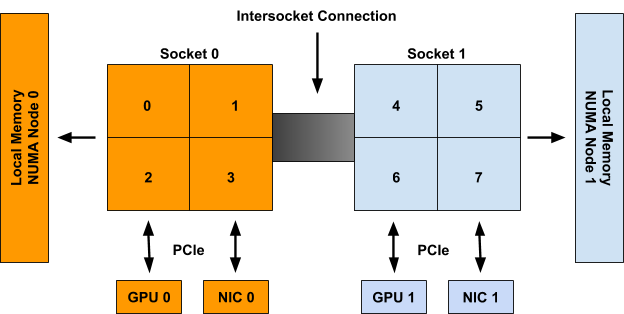 Intersocket Connection
Socket 0
Socket 1
Local Memory
NUMA Node 0
0
1
2
3
4
5
6
7
Local Memory
NUMA Node 1
PCIe
PCIe
GPU 0
NIC 0
GPU 1
NIC 1